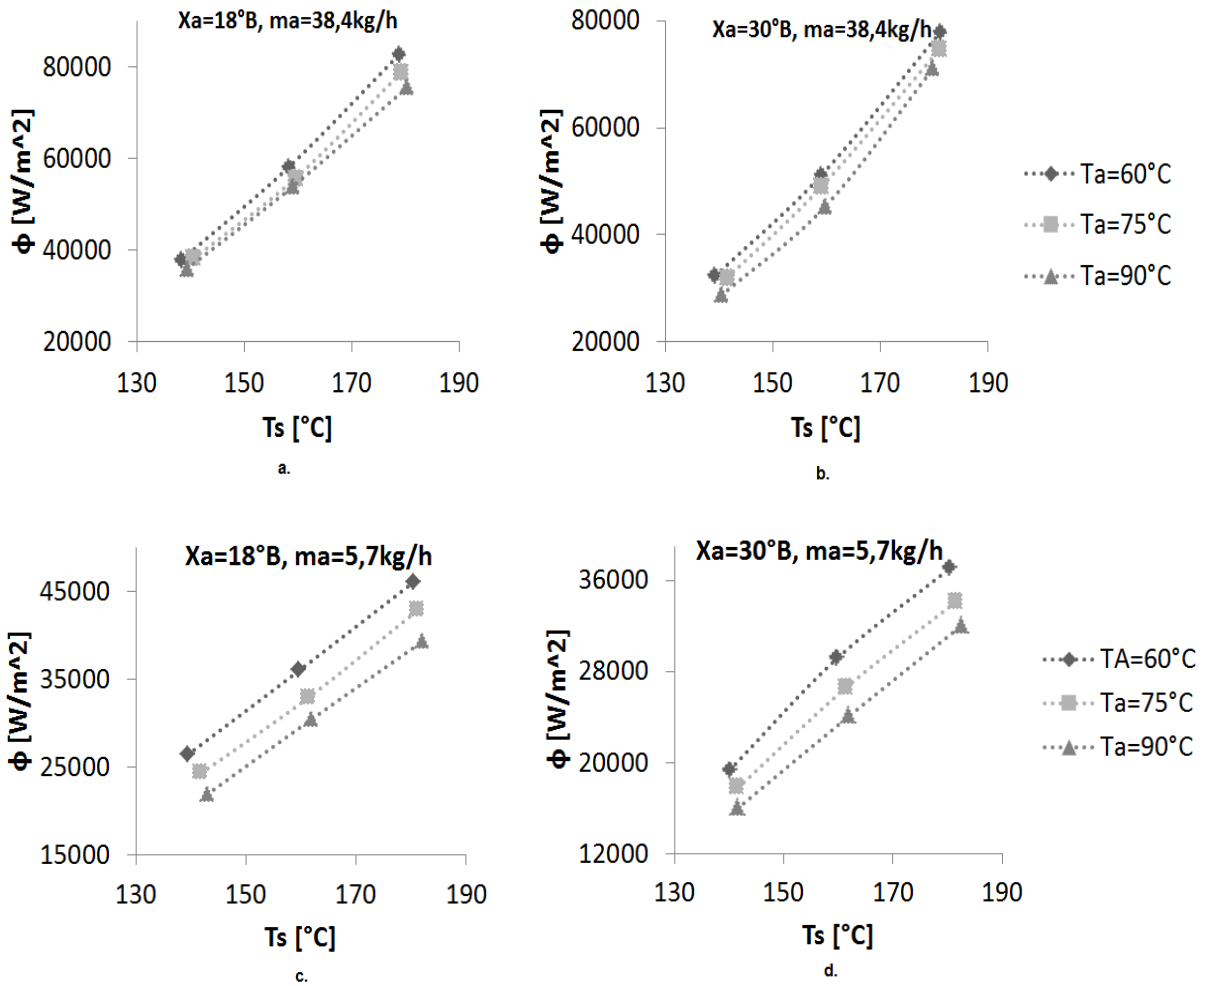 Xa=18°B, ma=38,4kg/h
ϕ [W/m^2]
80000
60000
40000
20000
130 150 170 190
Ts [°C]
a.
Xa=30°B, ma=38,4kg/h
ϕ [W/m^2]
80000
60000
40000
20000
130 150 170 190
Ts [°C]
b.
Ta=60°C
Ta=75°C
Ta=90°C
Xa=18°B, ma=5,7kg/h
ϕ [W/m^2]
45000
35000
25000
15000
130 150 170 190
Ts [°C]
c.
Xa=30°B, ma=5,7kg/h
ϕ [W/m^2]
36000
28000
20000
12000
130 150 170 190
Ts [°C]
d.
TA=60°C
Ta=75°C
Ta=90°C